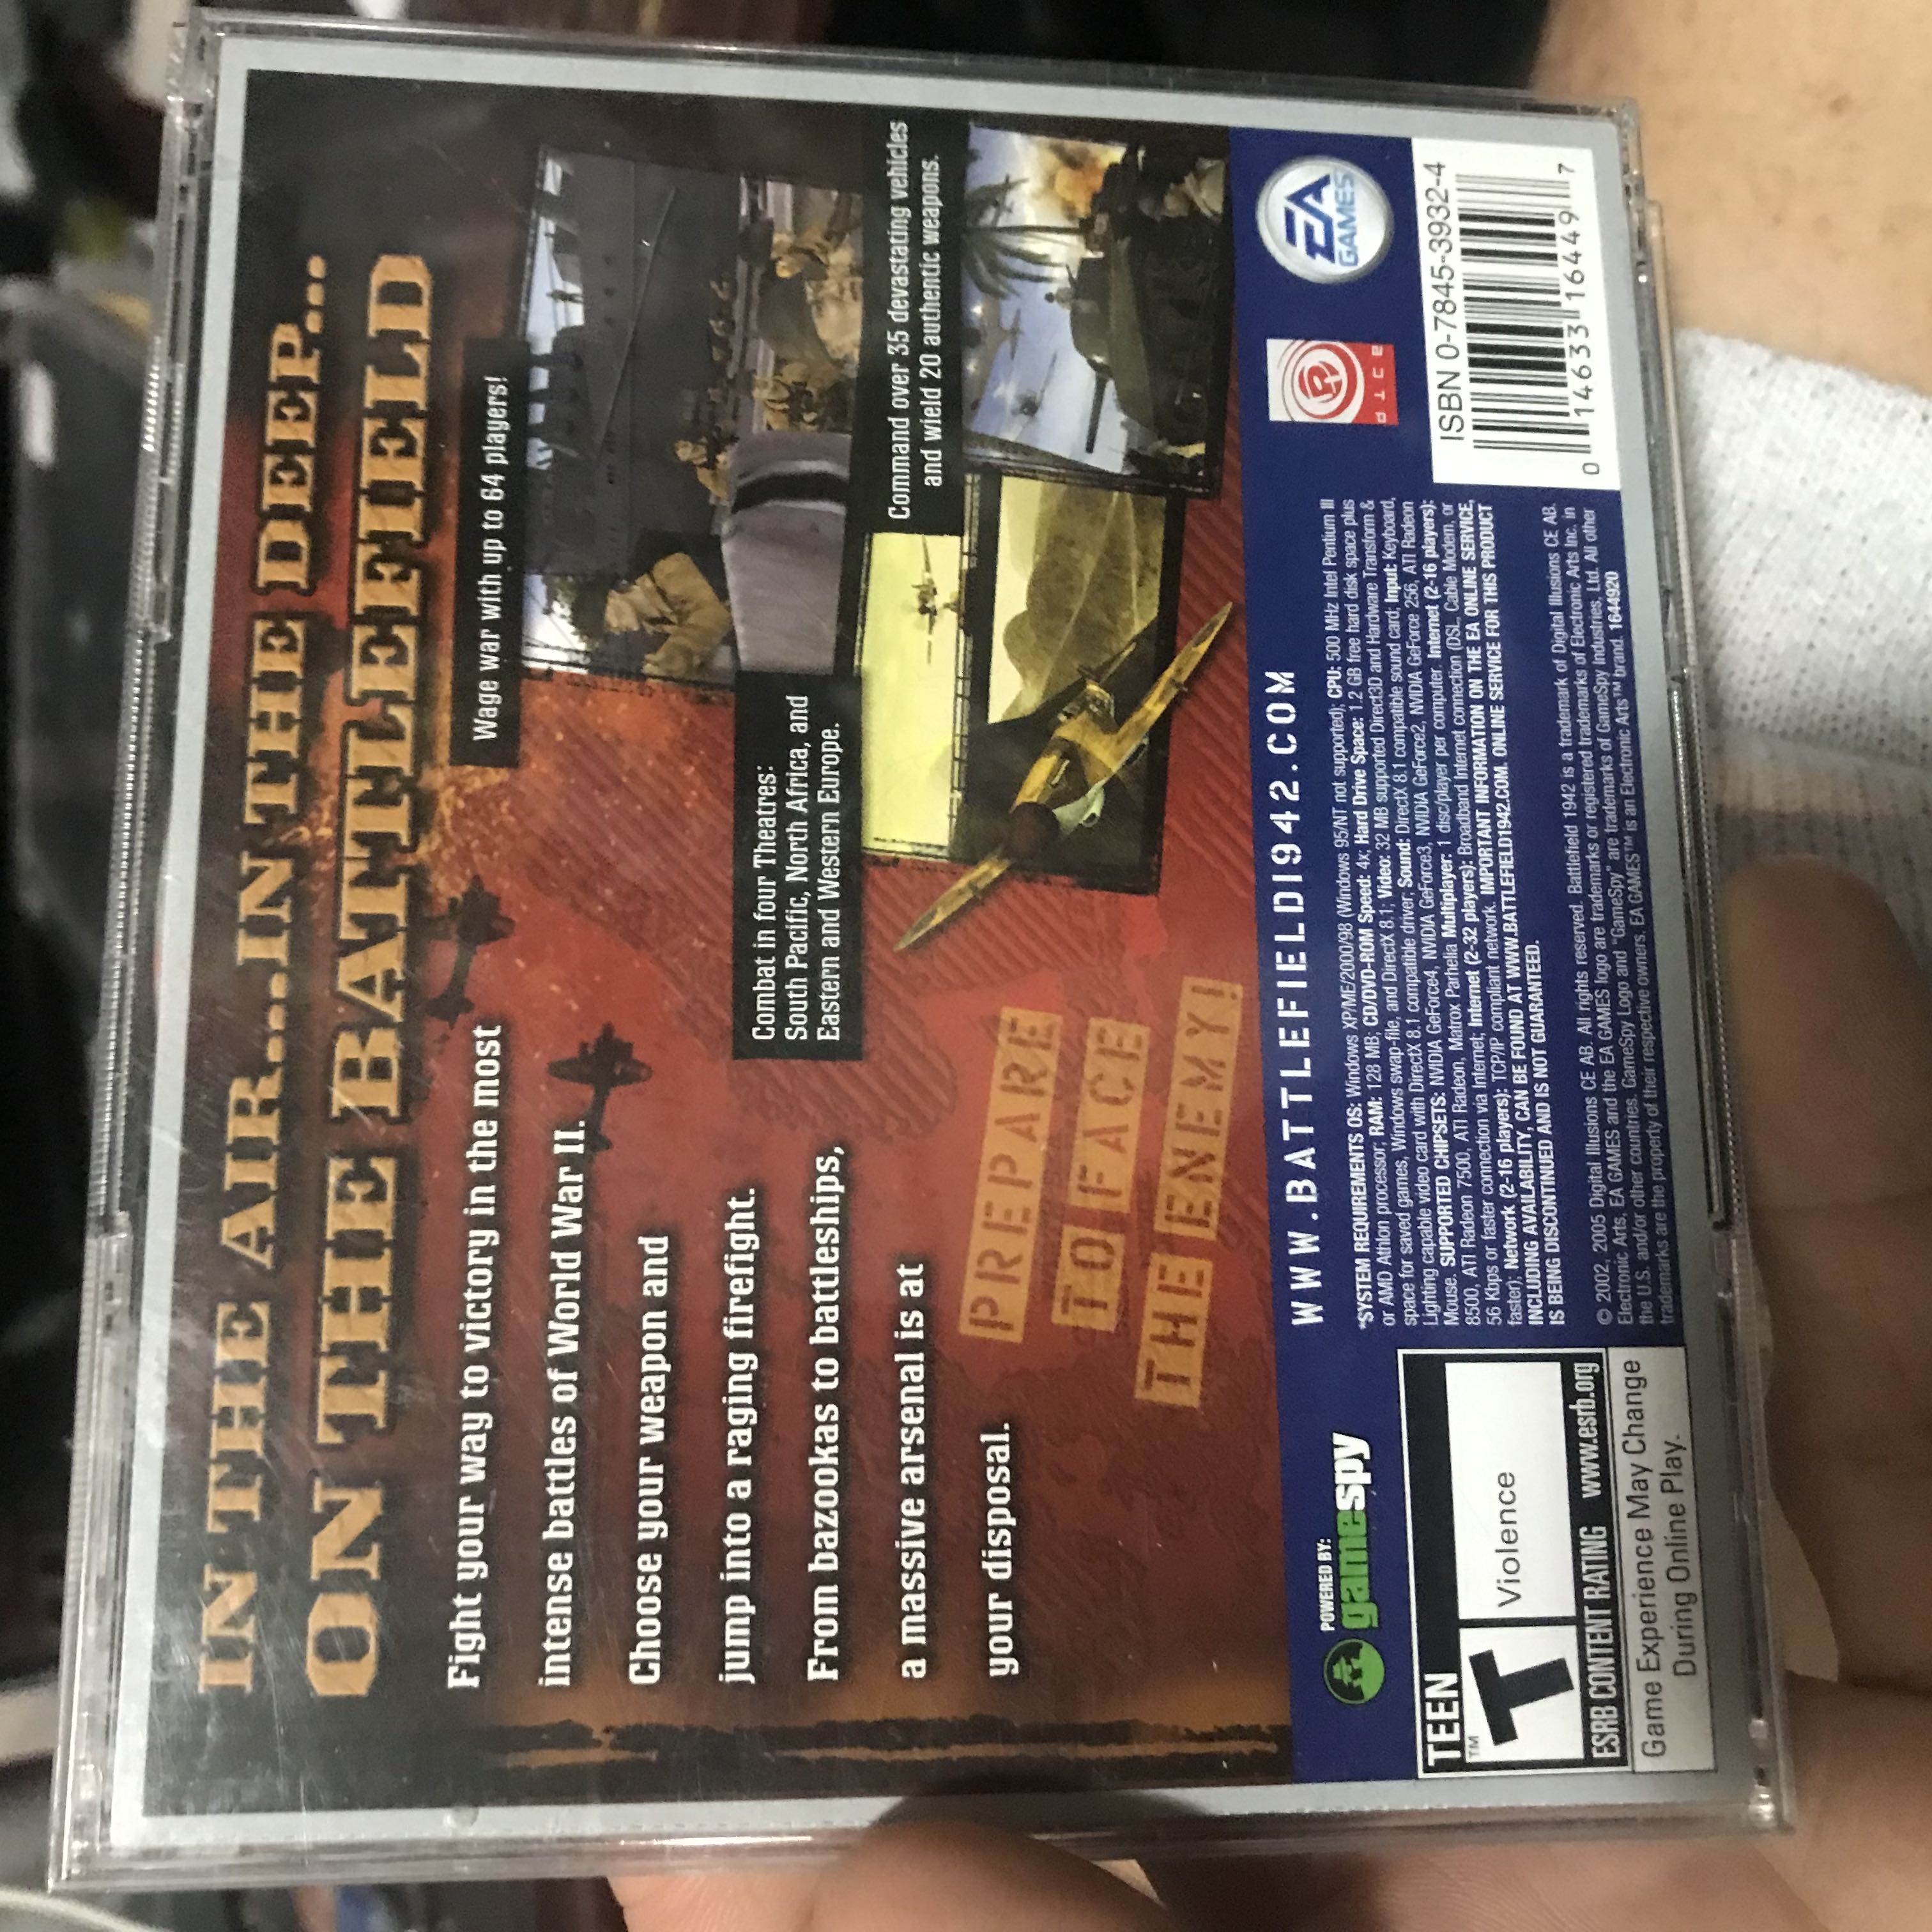 IN THE AIR...IN THE DEEP...
ON THE BATTLEFIELD
Fight your way to victory in the most
intense battles of World War II.
Choose your weapon and
jump into a raging firefight.
From bazookas to battleships,
a massive arsenal is at
your disposal.
Wage war with up to 64 players!
Combat in four Theatres:
South Pacific, North Africa, and
Eastern and Western Europe.
Command over 35 devastating vehicles
and wield 20 authentic weapons.
PREPARE
TO FACE
THE ENEMY!
POWERED BY:
gamespy
WWW.BATTLEFIELD1942.COM
*SYSTEM REQUIREMENTS OS: Windows XP/ME/2000/98 (Windows 95/NT not supported); CPU: 500 MHz Intel Pentium III
or AMD Athlon processor; RAM: 128 MB; CD/DVD-ROM Speed: 4x; Hard Drive Space: 1.2 GB free hard disk space plus
space for saved games, Windows swap-file, and DirectX 8.1; Video: 32 MB supported Direct3D and Hardware Transform &
Lighting capable video card with DirectX 8.1 compatible driver; Sound: DirectX 8.1 compatible sound card; Input: Keyboard,
Mouse. SUPPORTED CHIPSETS: NVIDIA GeForce4, NVIDIA GeForce3, NVIDIA GeForce2, NVIDIA GeForce 256, ATI Radeon
8500, ATI Radeon 7500, ATI Radeon, Matrox Parhelia Multiplayer: 1 disc/player per computer. Internet (2-16 players):
56 Kbps or faster connection via Internet; Internet (2-32 players): Broadband Internet connection (DSL, Cable Modem, or
faster); Network (2-16 players): TCP/IP compliant network. IMPORTANT INFORMATION ON THE EA ONLINE SERVICE,
INCLUDING AVAILABILITY, CAN BE FOUND AT WWW.BATTLEFIELD1942.COM. ONLINE SERVICE FOR THIS PRODUCT
IS BEING DISCONTINUED AND IS NOT GUARANTEED.
© 2002, 2005 Digital Illusions CE AB. All rights reserved. Battlefield 1942 is a trademark of Digital Illusions CE AB.
Electronic Arts, EA GAMES and the EA GAMES logo are trademarks or registered trademarks of Electronic Arts Inc. in
the U.S. and/or other countries. GameSpy Logo and "GameSpy" are trademarks of GameSpy Industries, Ltd. All other
trademarks are the property of their respective owners. EA GAMES™ is an Electronic Arts™ brand. 1644920
TEEN
T
TM
Violence
ESRB CONTENT RATING www.esrb.org
Game Experience May Change
During Online Play.
DICE
EA
GAMES
ISBN 0-7845-3932-4
0 14633 16449 7